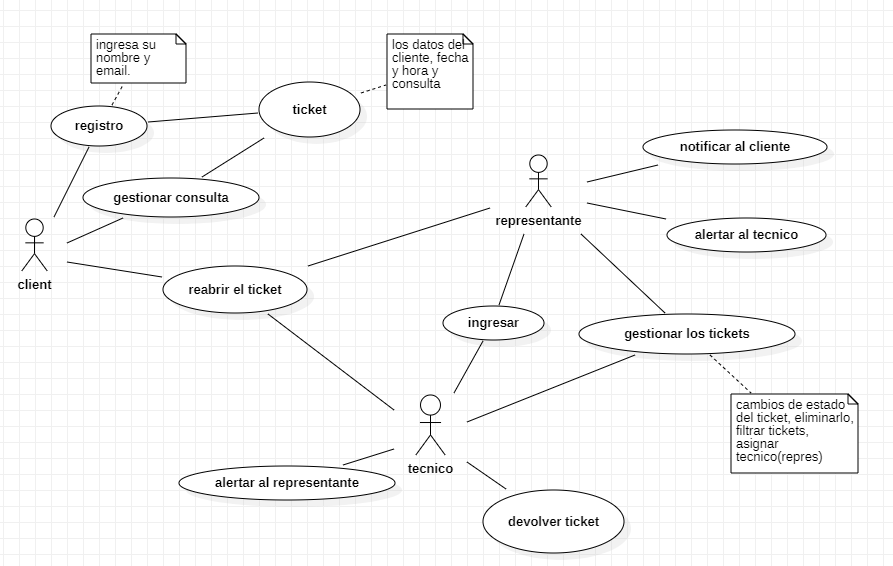 ingresa su
nombre y
email.
los datos del
cliente, fecha
y hora y
consulta
ticket
registro
notificar al cliente
gestionar consulta
representante
alertar al tecnico
client
reabrir el ticket
ingresar
gestionar los tickets
cambios de estado
del ticket, eliminarlo,
filtrar tickets,
asignar
tecnico(repres)
tecnico
alertar al representante
devolver ticket